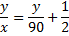 y/x = y/90 + 1/2